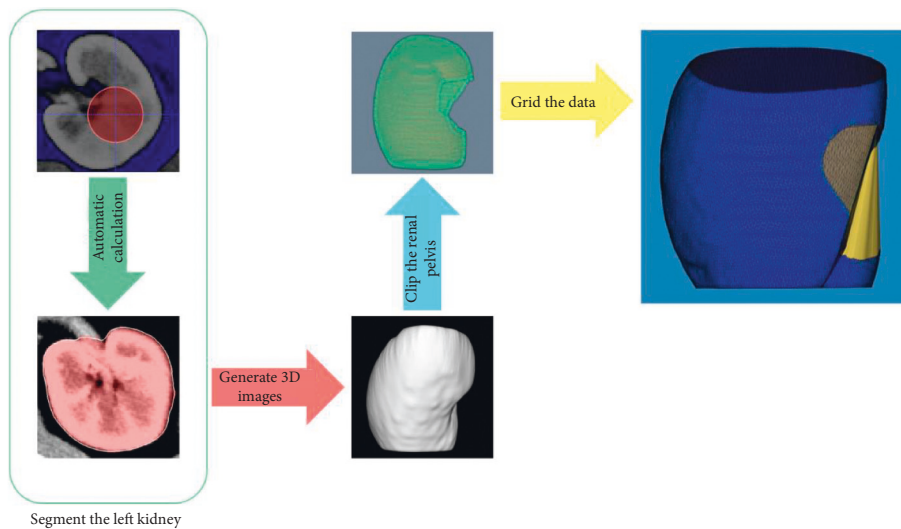 Automatic
calculation
Segment the left kidney
Generate 3D
images
Clip the renal
pelvis
Grid the data